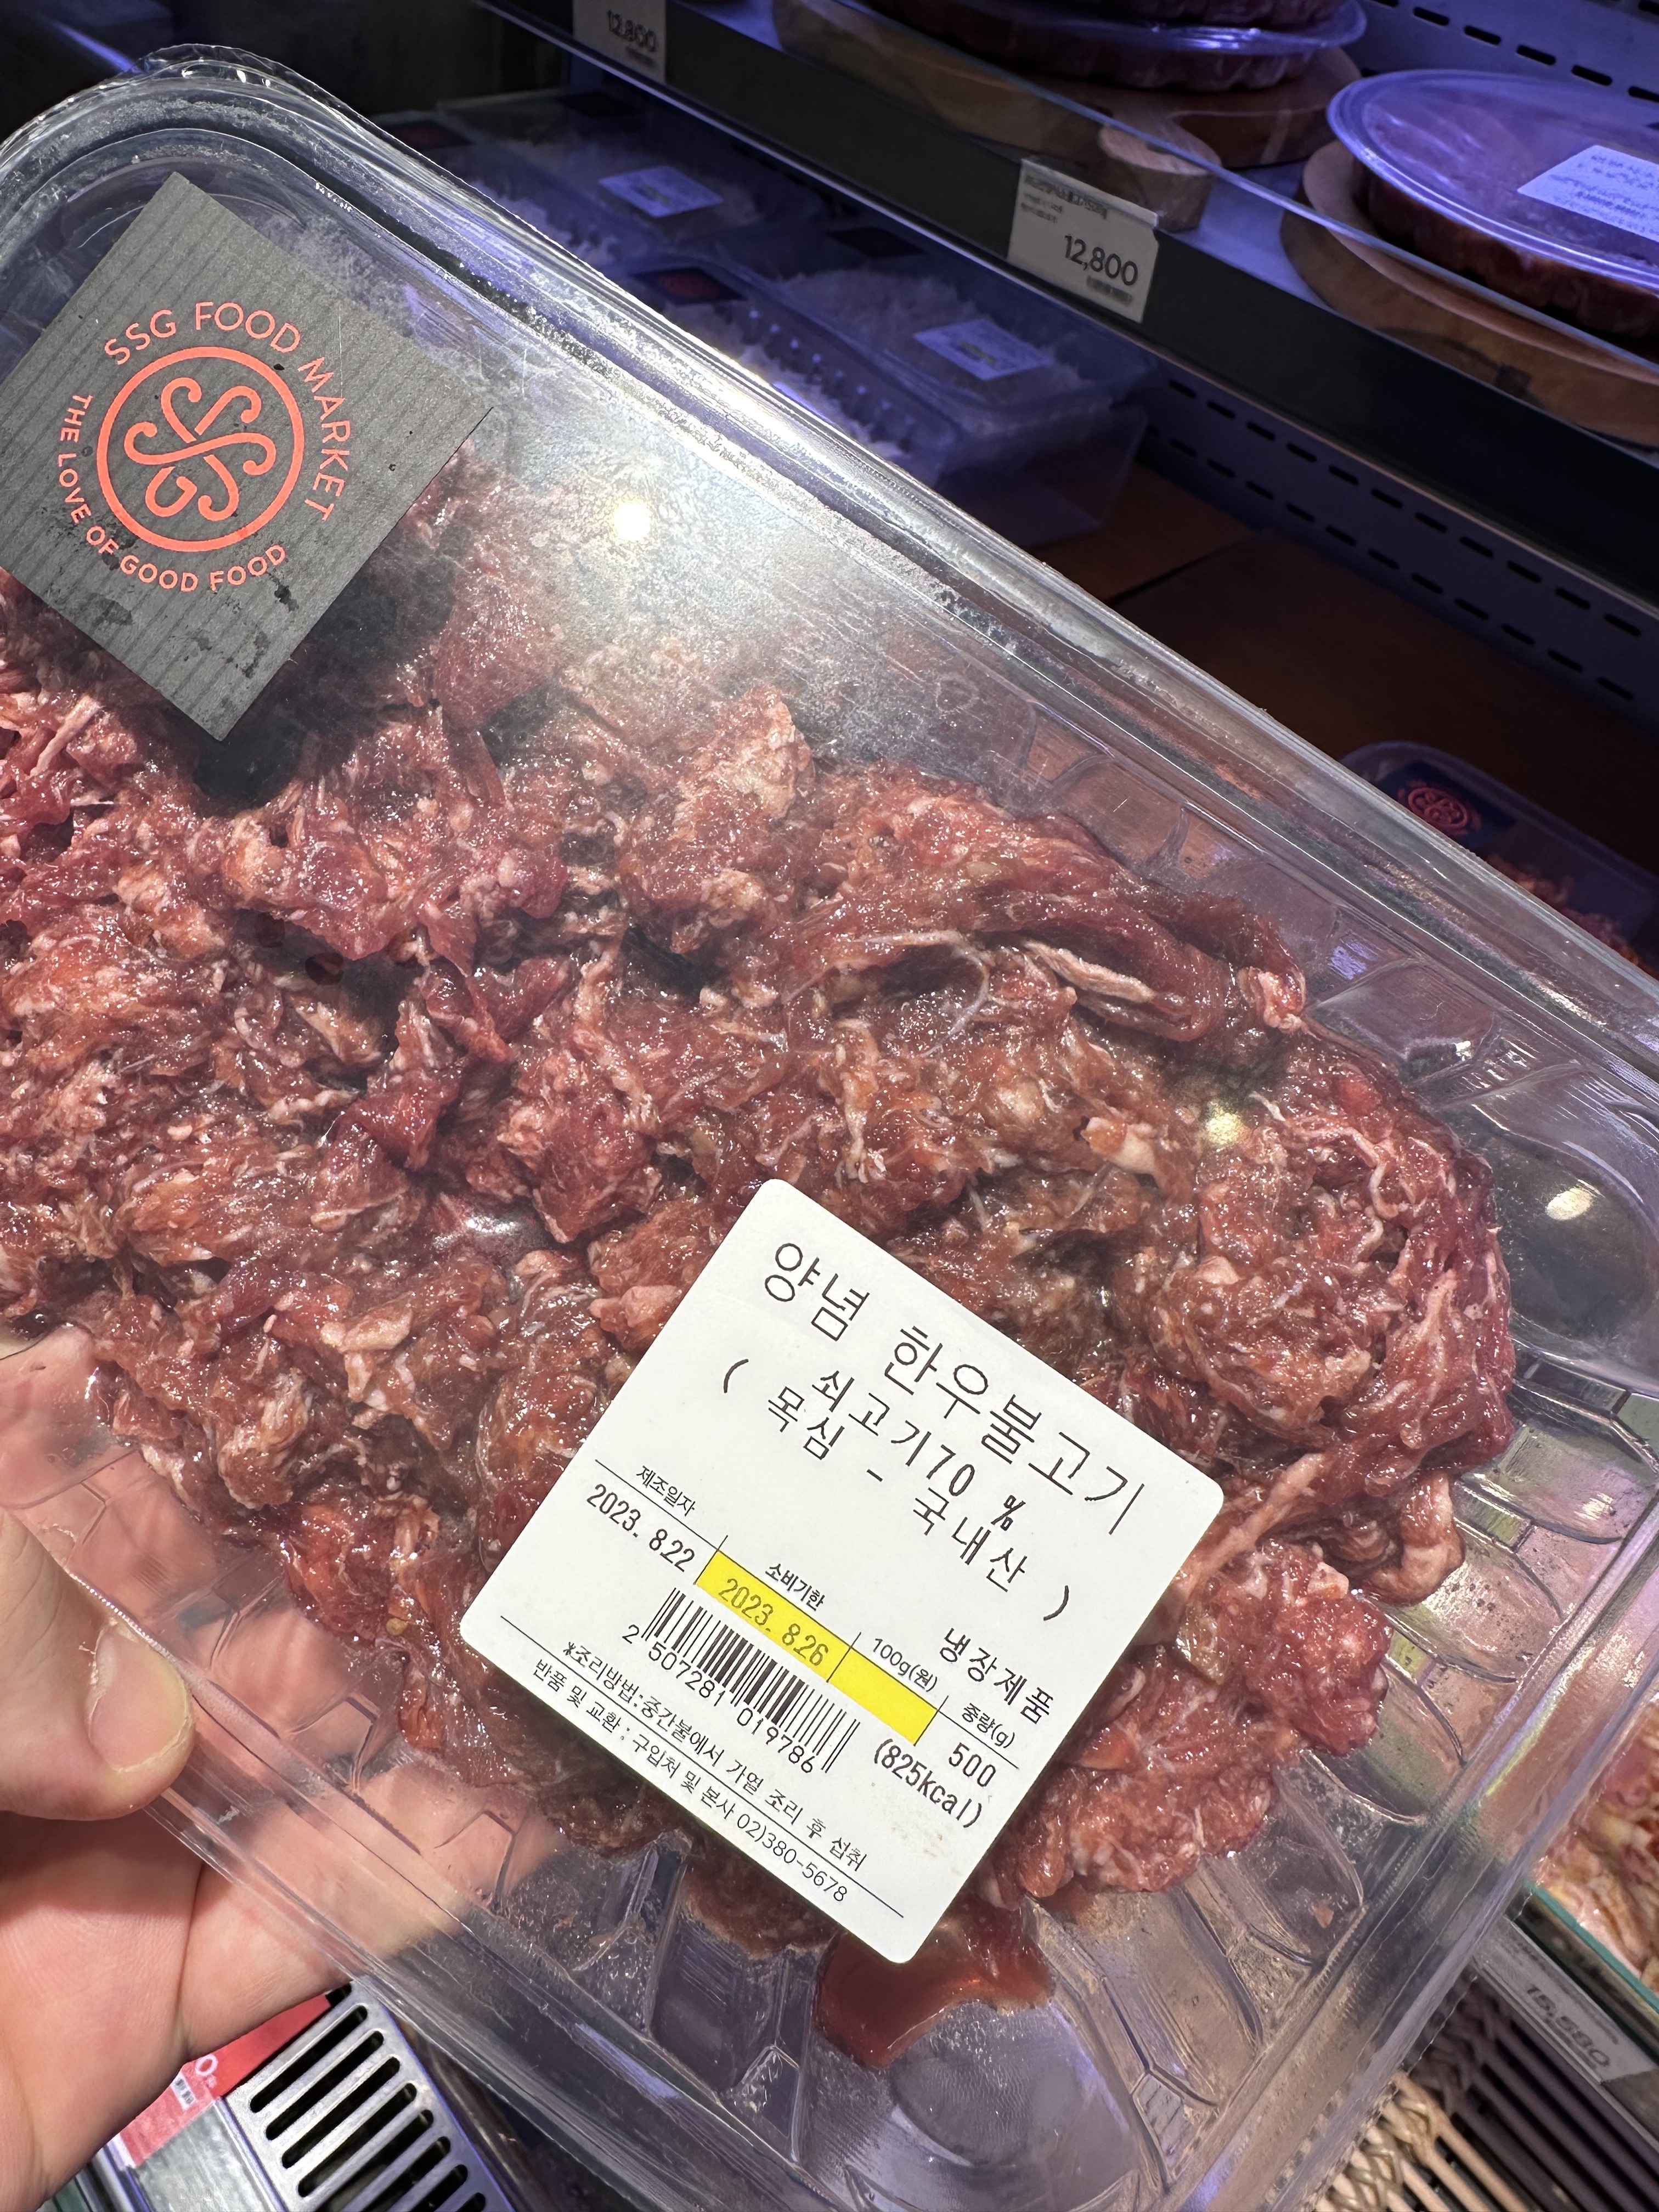 12,800
12,800
SSG FOOD MARKET
THE LOVE OF GOOD FOOD
양념 한우불고기
( 쇠고기70 %
목심 - 국내산 )
냉장제품
제조일자 소비기한 100g(원) 중량(g)
2023. 8.22 2023. 8.26 500
(825kcal)
2 507281 019786
*조리방법:중간불에서 가열 조리 후 섭취
반품 및 교환 : 구입처 및 본사 02)380-5678
15,580